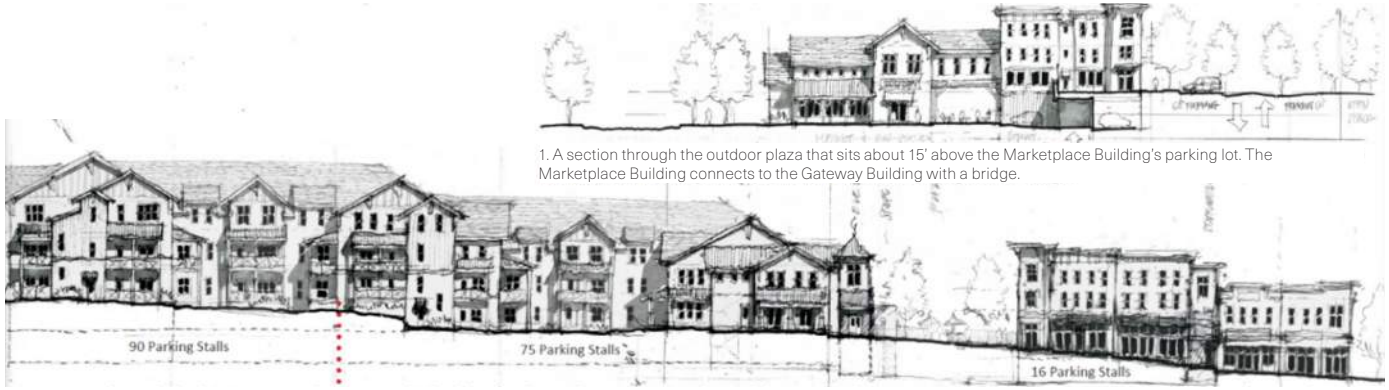 1. A section through the outdoor plaza that sits about 15' above the Marketplace Building's parking lot. The
Marketplace Building connects to the Gateway Building with a bridge.
90 Parking Stalls
75 Parking Stalls
16 Parking Stalls